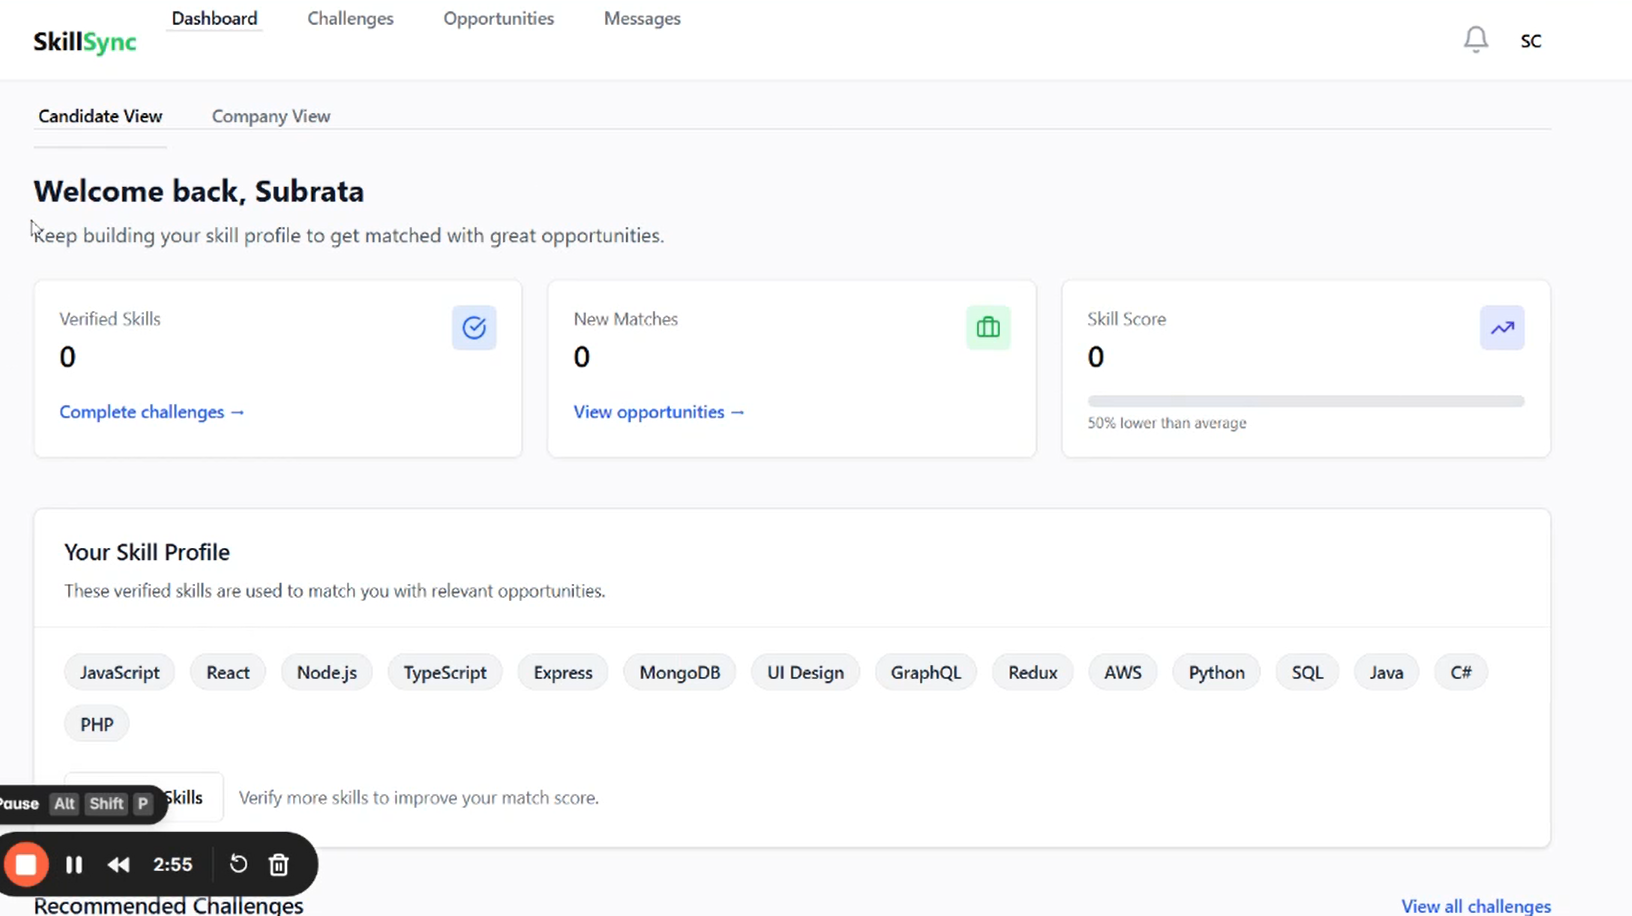 Dashboard Challenges Opportunities Messages
SkillSync
SC
Candidate View Company View
Welcome back, Subrata
Keep building your skill profile to get matched with great opportunities.
Verified Skills
0
Complete challenges →
New Matches
0
View opportunities →
Skill Score
0
50% lower than average
Your Skill Profile
These verified skills are used to match you with relevant opportunities.
JavaScript React Node.js TypeScript Express MongoDB UI Design GraphQL Redux AWS Python SQL Java C#
PHP
Skills Verify more skills to improve your match score.
Pause Alt Shift P
2:55
Recommended Challenges View all challenges